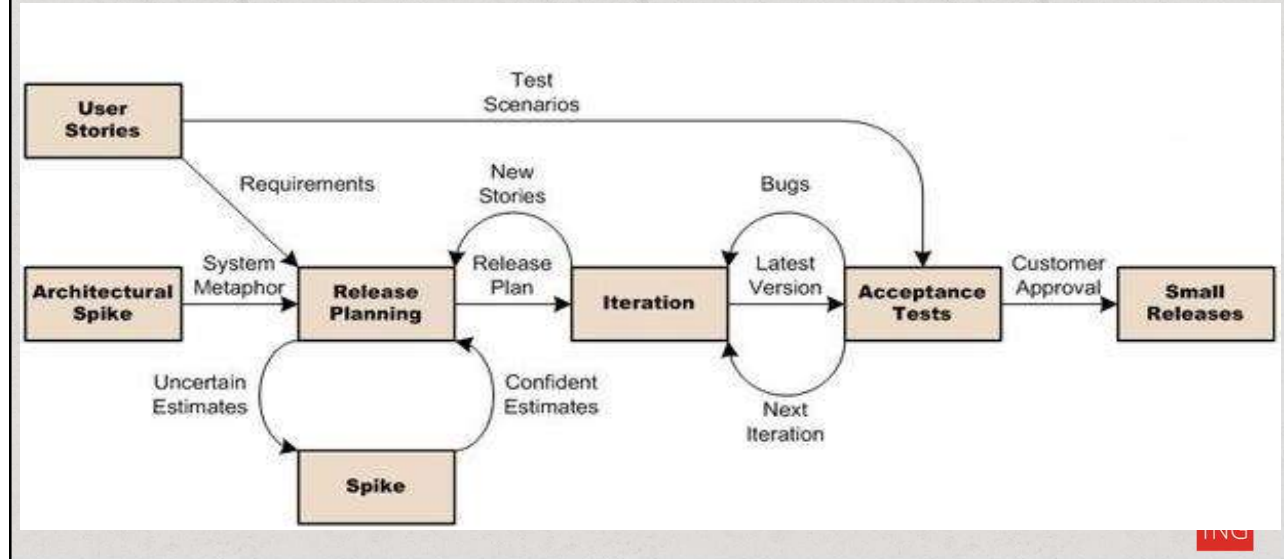 Test
Scenarios
User
Stories
Requirements
New
Stories
Bugs
System
Metaphor
Release
Plan
Latest
Version
Customer
Approval
Architectural
Spike
Release
Planning
Iteration
Acceptance
Tests
Small
Releases
Uncertain
Estimates
Confident
Estimates
Next
Iteration
Spike
ING